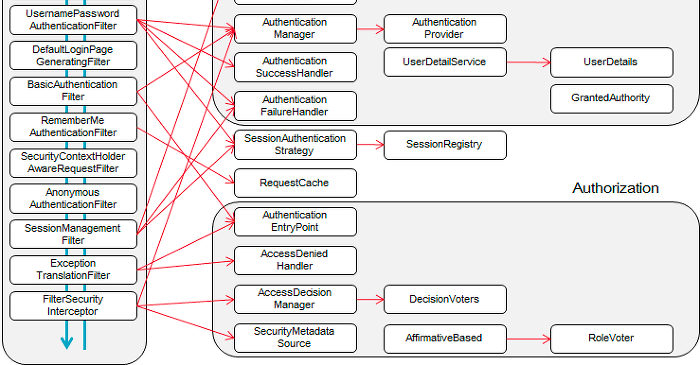 UsernamePassword
AuthenticationFilter
DefaultLoginPage
GeneratingFilter
BasicAuthentication
Filter
RememberMe
AuthenticationFilter
SecurityContextHolder
AwareRequestFilter
Anonymous
AuthenticationFilter
SessionManagement
Filter
Exception
TranslationFilter
FilterSecurity
Interceptor
Authentication
Manager
Authentication
SuccessHandler
Authentication
FailureHandler
SessionAuthentication
Strategy
RequestCache
Authentication
EntryPoint
AccessDenied
Handler
AccessDecision
Manager
SecurityMetadata
Source
Authentication
Provider
UserDetailService
SessionRegistry
DecisionVoters
AffirmativeBased
UserDetails
GrantedAuthority
Authorization
RoleVoter